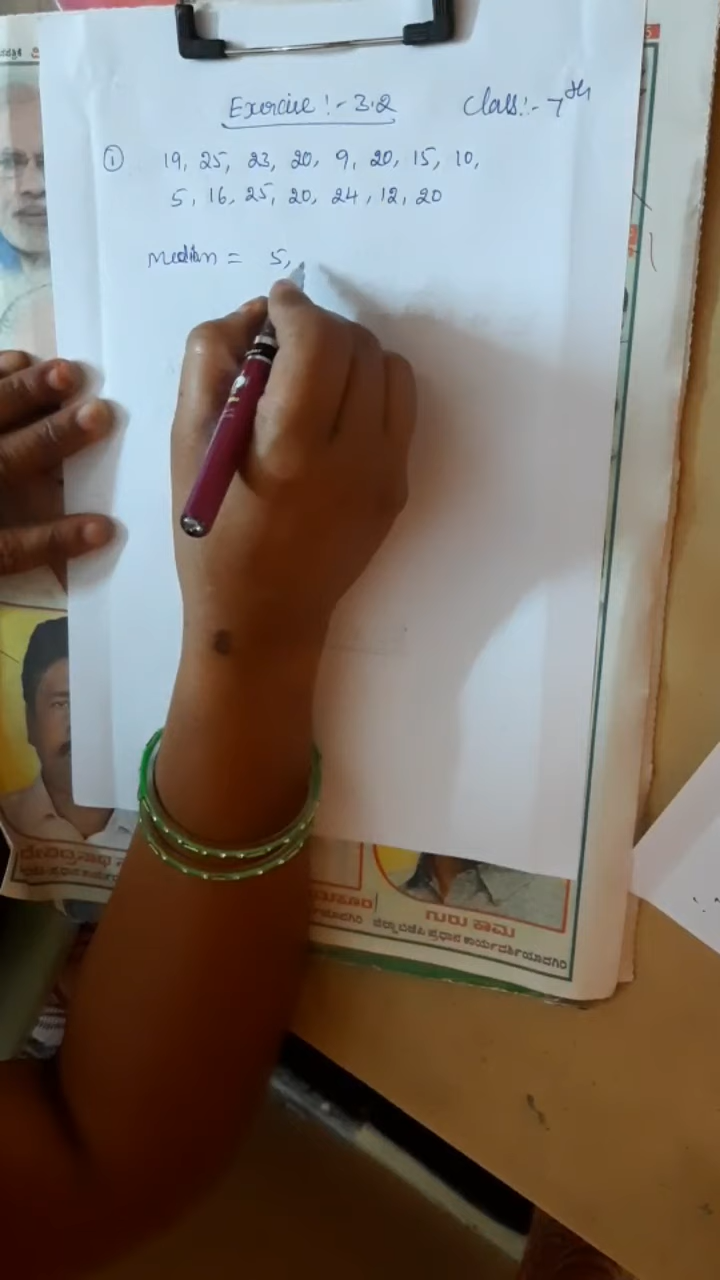 Exercise :- 3.2 Class :- 7th
① 19, 25, 23, 20, 9, 20, 15, 10,
5, 16, 25, 20, 24, 12, 20
Median = 5,
ಗುರು ಕಾಮ